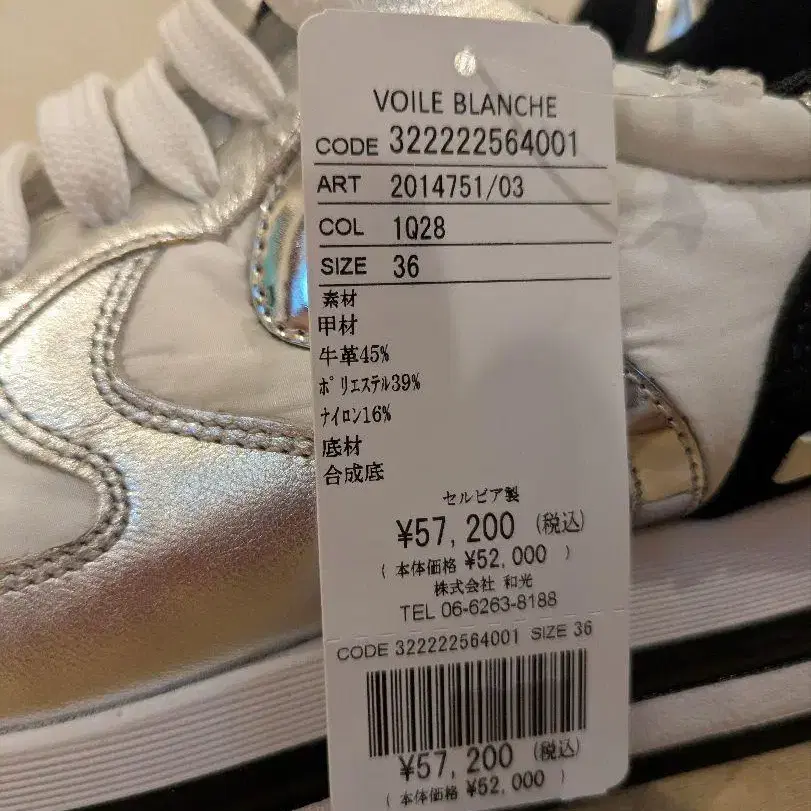 VOILE BLANCHE
CODE 322222564001
ART 2014751/03
COL 1Q28
SIZE 36
素材
甲材
牛革45%
ﾎﾟﾘｴｽﾃﾙ39%
ﾅｲﾛﾝ16%
底材
合成底
セルビア製
¥57,200 (税込)
( 本体価格 ¥52,000 )
株式会社 和光
TEL 06-6263-8188
CODE 322222564001 SIZE 36
¥57,200 (税込)
( 本体価格 ¥52,000 )